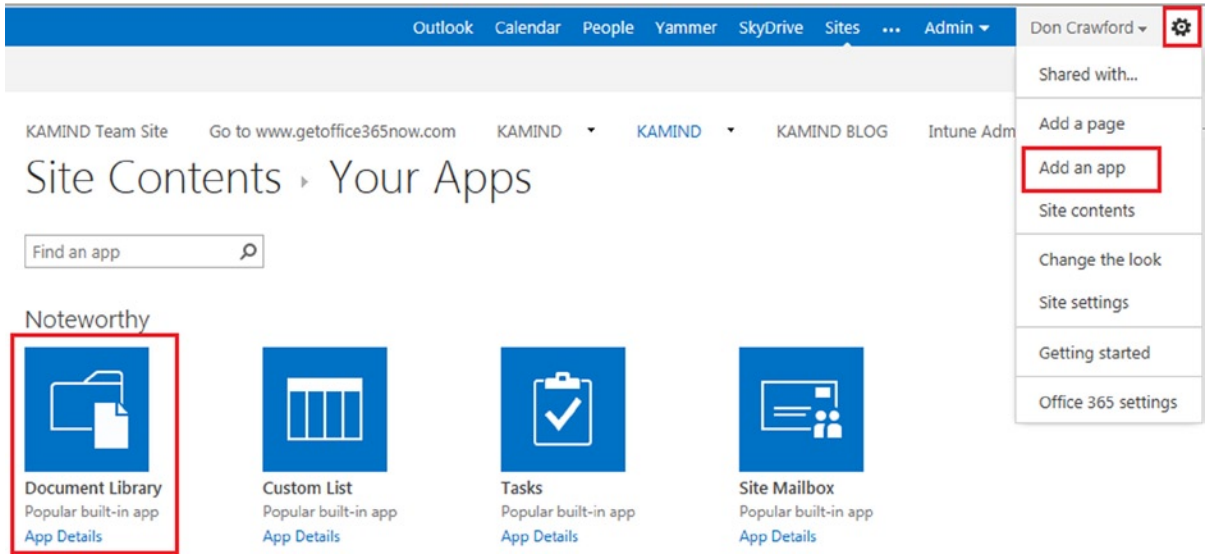 Outlook Calendar People Yammer SkyDrive Sites ... Admin Don Crawford
Shared with...
Add a page
Add an app
Site contents
Change the look
Site settings
Getting started
Office 365 settings
KAMIND Team Site Go to www.getoffice365now.com KAMIND KAMIND KAMIND BLOG Intune Adm
Site Contents Your Apps
Find an app
Noteworthy
Document Library Custom List Tasks Site Mailbox
Popular built-in app Popular built-in app Popular built-in app Popular built-in app
App Details App Details App Details App Details